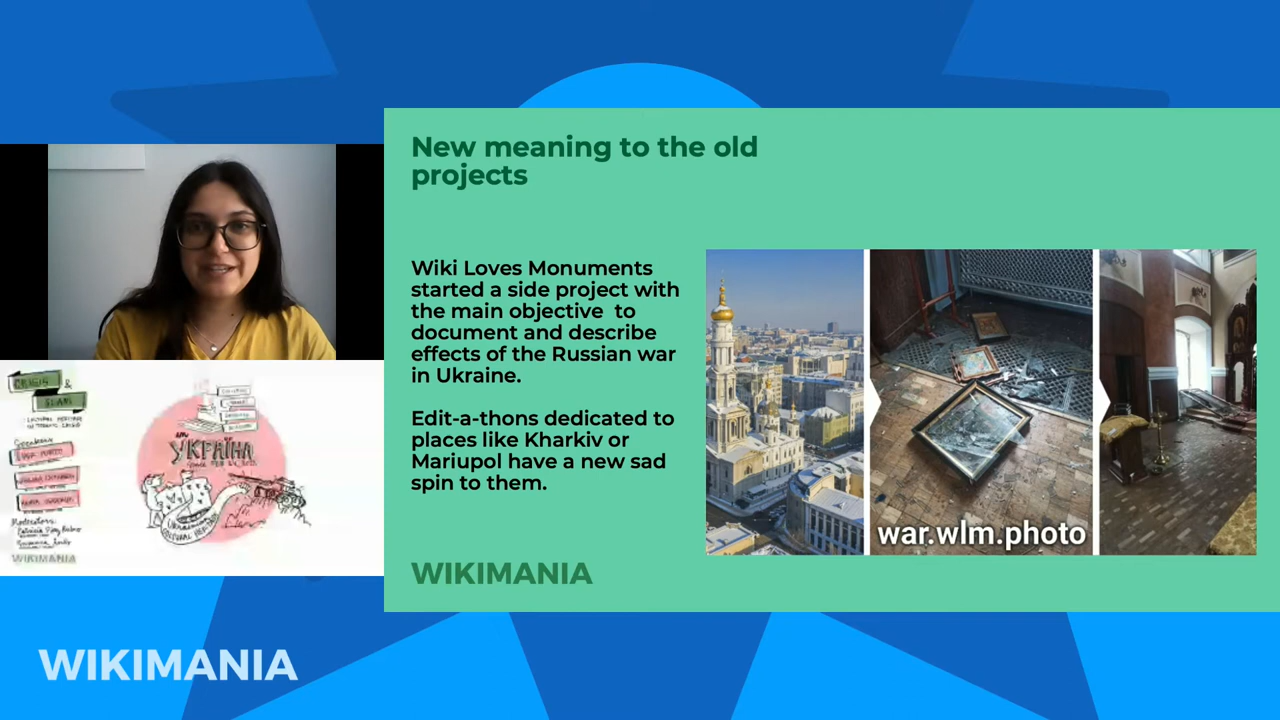 New meaning to the old
projects
Wiki Loves Monuments
started a side project with
the main objective to
document and describe
effects of the Russian war
in Ukraine.
Edit-a-thons dedicated to
places like Kharkiv or
Mariupol have a new sad
spin to them.
war.wlm.photo
WIKIMANIA
&
Speakers
УКРАЇНА
Moderators:
WIKIMANIA
WIKIMANIA